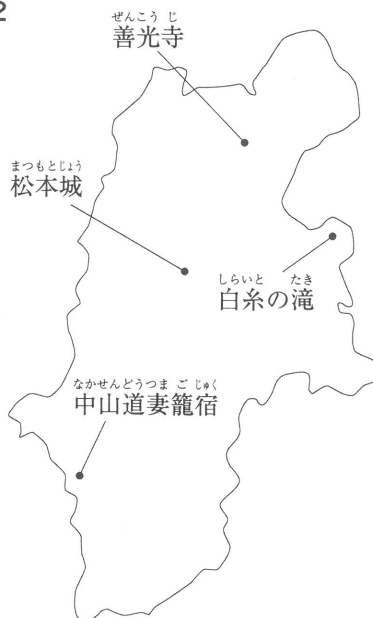 2
ぜんこうじ
善光寺
まつもとじょう
松本城
しらいと たき
白糸の滝
なかせんどうつまごじゅく
中山道妻籠宿